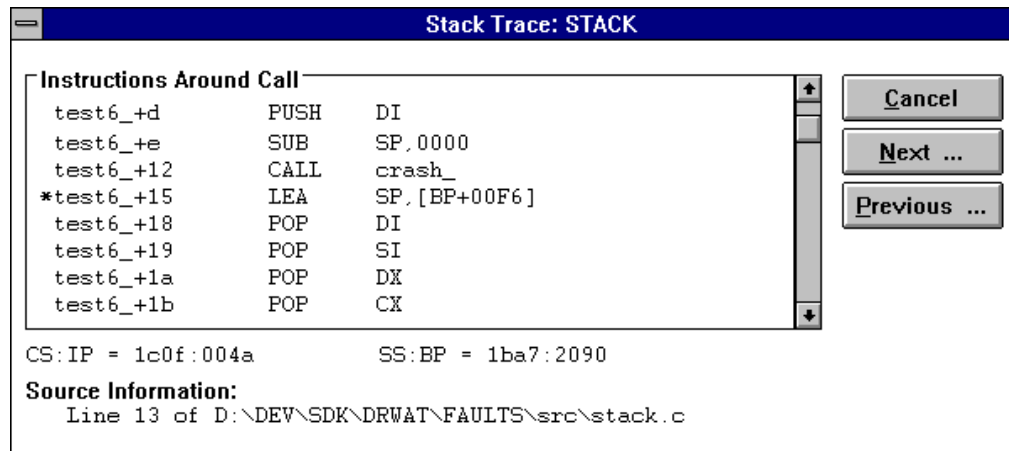 Stack Trace: STACK
Instructions Around Call
test6_+d PUSH DI
test6_+e SUB SP,0000
test6_+12 CALL crash_
*test6_+15 LEA SP,[BP+00F6]
test6_+18 POP DI
test6_+19 POP SI
test6_+1a POP DX
test6_+1b POP CX
Cancel
Next ...
Previous ...
CS:IP = 1c0f:004a SS:BP = 1ba7:2090
Source Information:
Line 13 of D:\DEV\SDK\DRWAT\FAULTS\src\stack.c